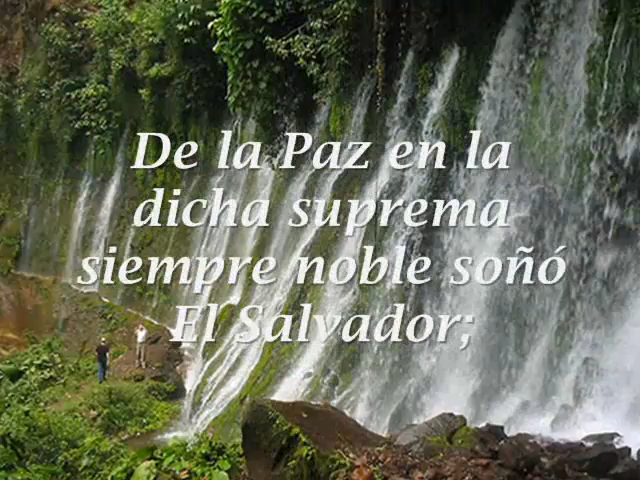 De la Paz en la
dicha suprema
siempre noble soñó
El Salvador;